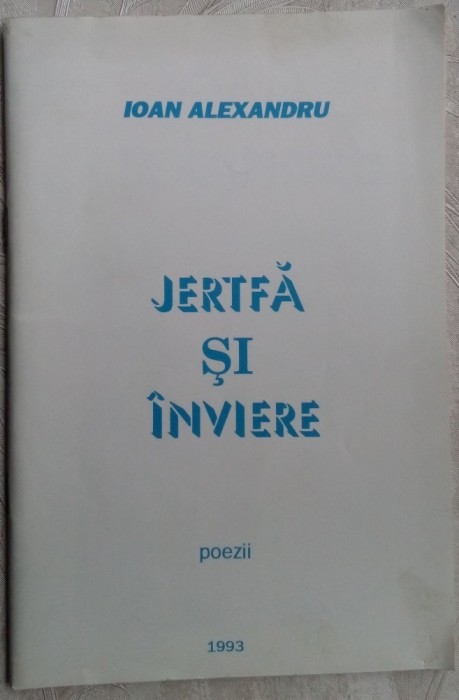 IOAN ALEXANDRU
JERTFĂ
ŞI
ÎNVIERE
poezii
1993